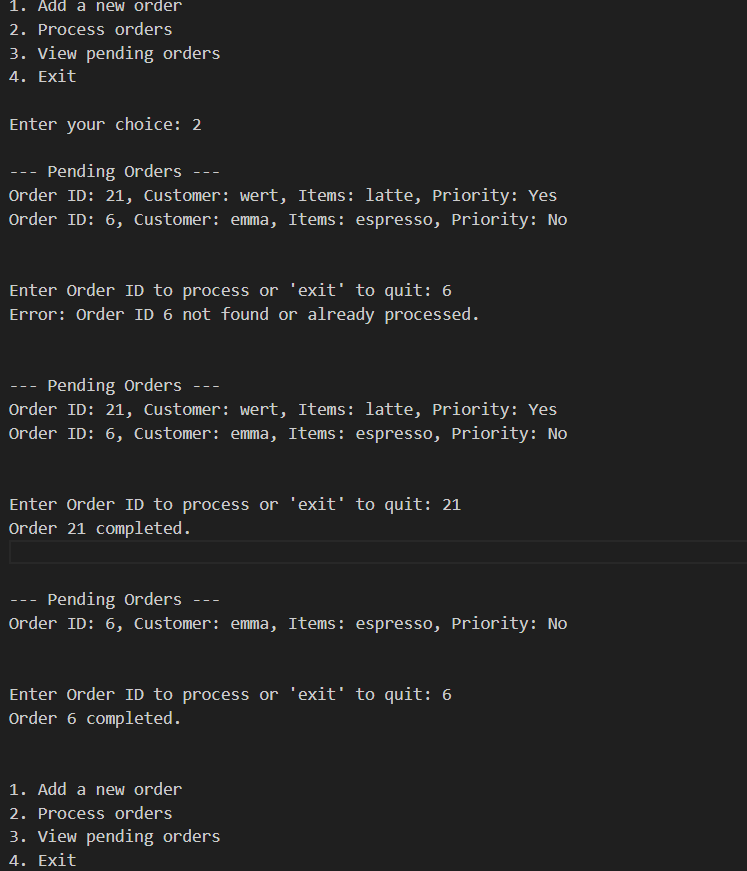 1. Add a new order
2. Process orders
3. View pending orders
4. Exit
Enter your choice: 2
--- Pending Orders ---
Order ID: 21, Customer: wert, Items: latte, Priority: Yes
Order ID: 6, Customer: emma, Items: espresso, Priority: No
Enter Order ID to process or 'exit' to quit: 6
Error: Order ID 6 not found or already processed.
--- Pending Orders ---
Order ID: 21, Customer: wert, Items: latte, Priority: Yes
Order ID: 6, Customer: emma, Items: espresso, Priority: No
Enter Order ID to process or 'exit' to quit: 21
Order 21 completed.
--- Pending Orders ---
Order ID: 6, Customer: emma, Items: espresso, Priority: No
Enter Order ID to process or 'exit' to quit: 6
Order 6 completed.
1. Add a new order
2. Process orders
3. View pending orders
4. Exit